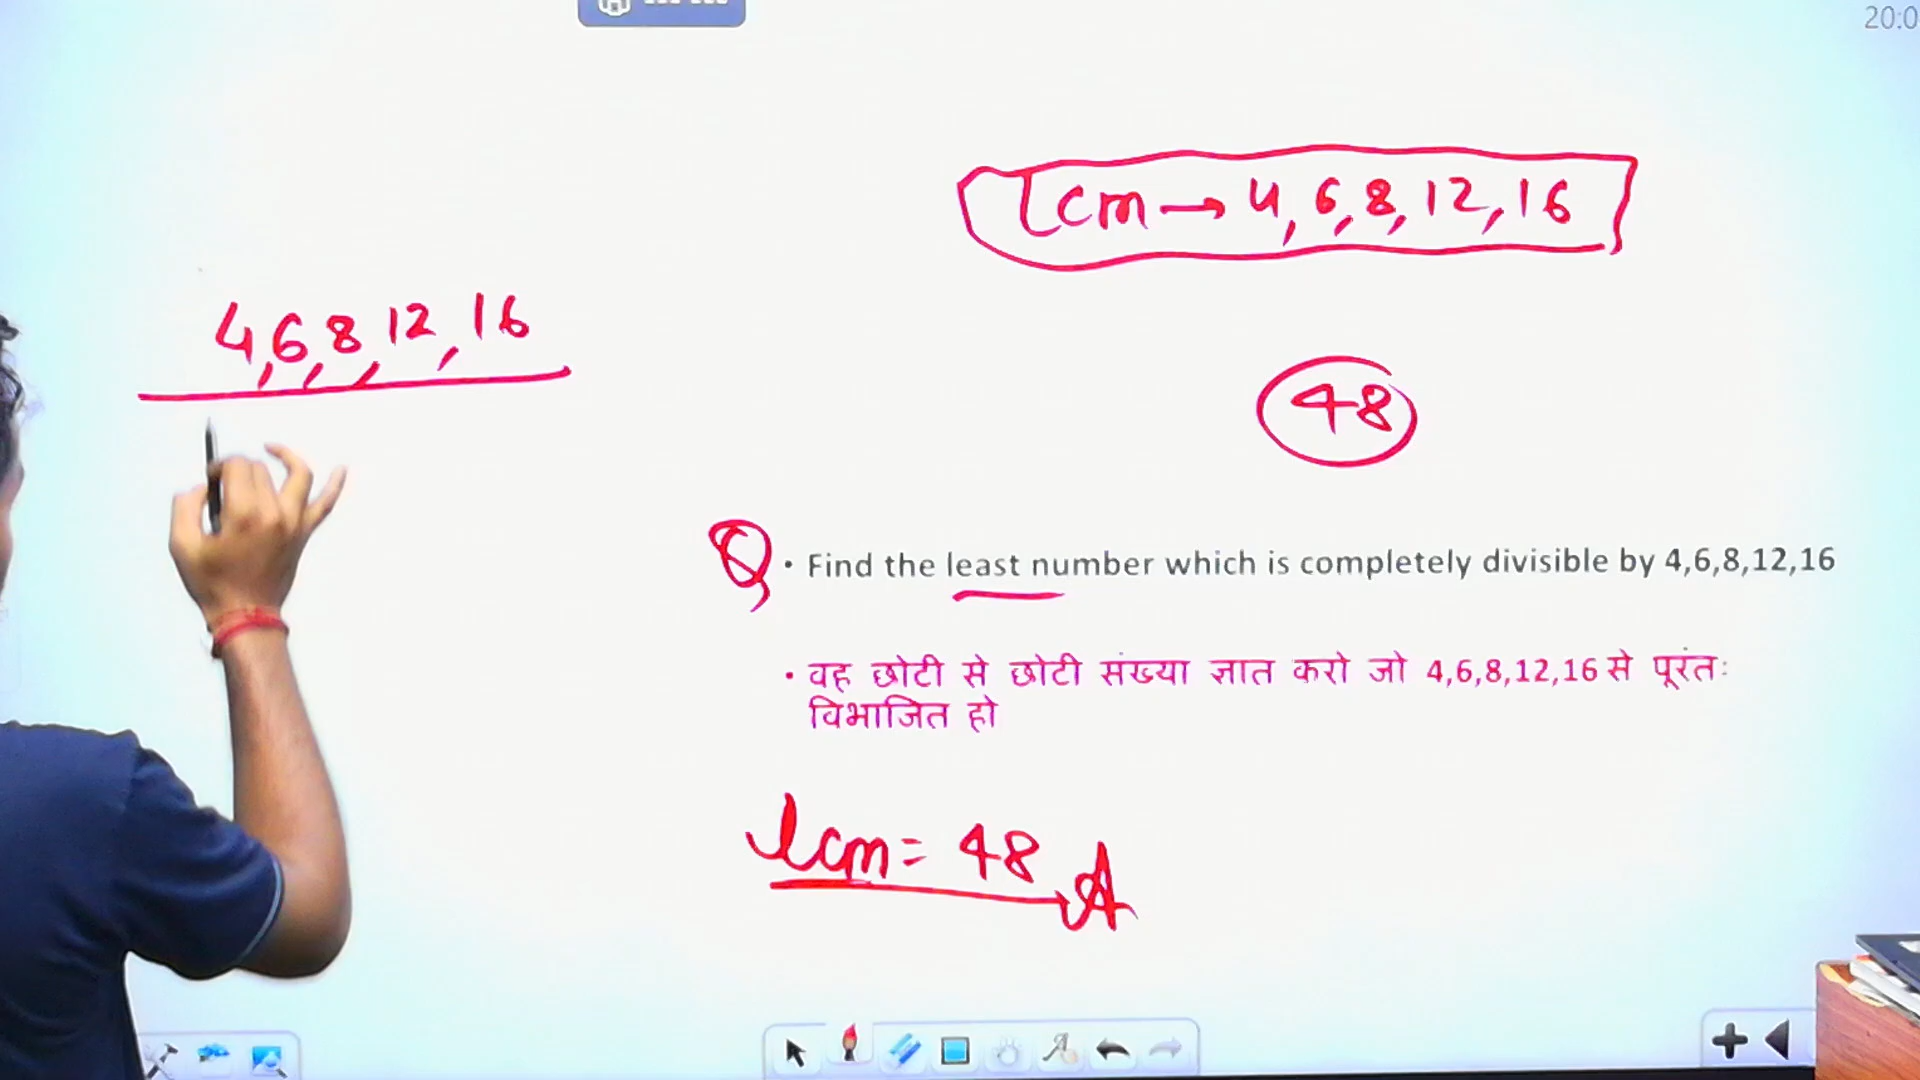 20:0
lcm → 4,6,8,12,16
4,6,8,12,16
48
Q
• Find the least number which is completely divisible by 4,6,8,12,16
• वह छोटी से छोटी संख्या ज्ञात करो जो 4,6,8,12,16 से पूरंतः
विभाजित हो
lcm = 48 A